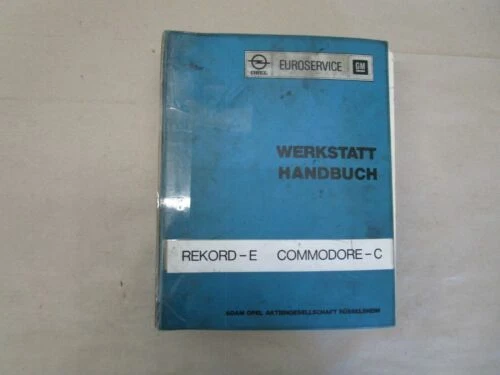 OPEL EUROSERVICE GM
WERKSTATT
HANDBUCH
REKORD-E COMMODORE-C
ADAM OPEL AKTIENGESELLSCHAFT RÜSSELSHEIM